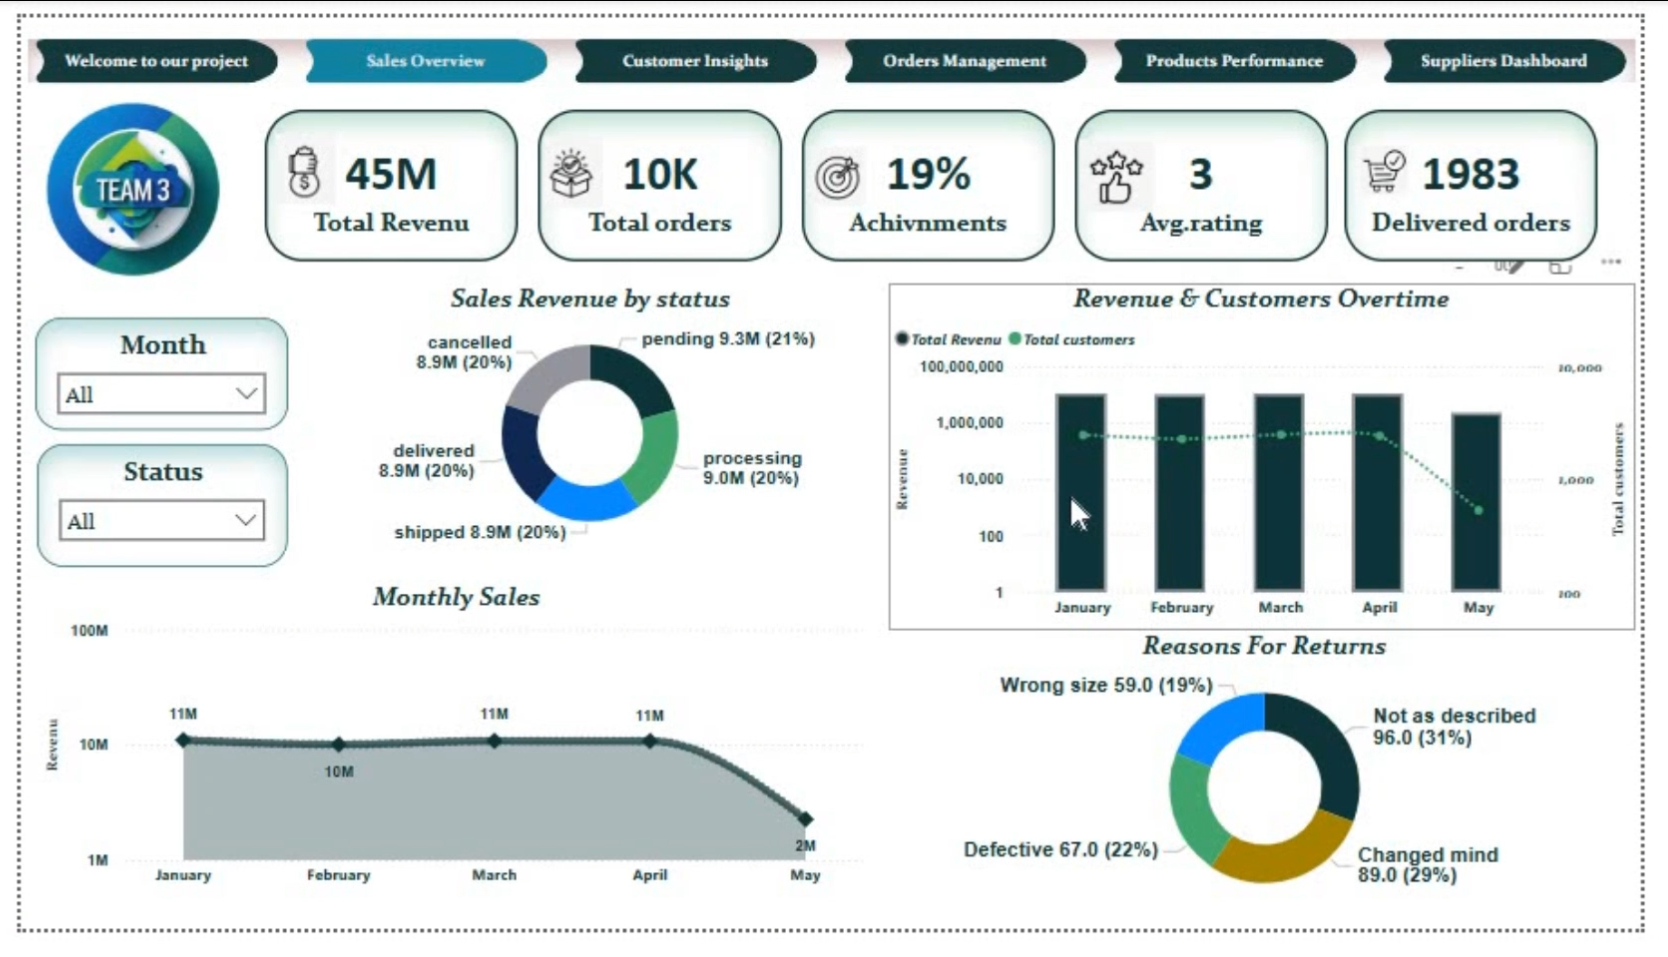 Welcome to our project
Sales Overview
Customer Insights
Orders Management
Products Performance
Suppliers Dashboard
TEAM 3
45M
Total Revenu
10K
Total orders
19%
Achivnments
3
Avg.rating
1983
Delivered orders
Month
All
Status
All
Sales Revenue by status
cancelled
8.9M (20%)
pending 9.3M (21%)
delivered
8.9M (20%)
processing
9.0M (20%)
shipped 8.9M (20%)
Revenue & Customers Overtime
Total Revenu
Total customers
100,000,000
1,000,000
10,000
100
1
Revenue
10,000
1,000
100
Total customers
January
February
March
April
May
Monthly Sales
100M
10M
1M
Revenu
11M
10M
11M
11M
2M
January
February
March
April
May
Reasons For Returns
Wrong size 59.0 (19%)
Not as described
96.0 (31%)
Defective 67.0 (22%)
Changed mind
89.0 (29%)